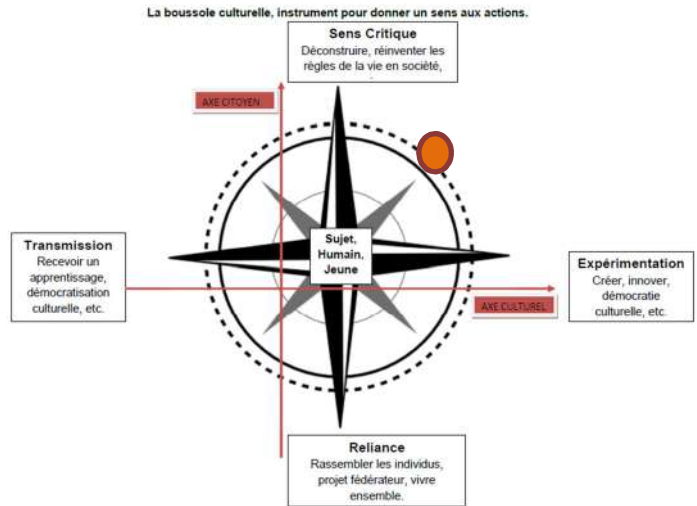 La boussole culturelle, instrument pour donner un sens aux actions.
Sens Critique
Déconstruire, réinventer les
règles de la vie en société,
AXE CITOYEN
Transmission
Recevoir un
apprentissage,
démocratisation
culturelle, etc.
Sujet,
Humain,
Jeune
Expérimentation
Créer, innover,
démocratie
culturelle, etc.
AXE CULTUREL
Reliance
Rassembler les individus,
projet fédérateur, vivre
ensemble.